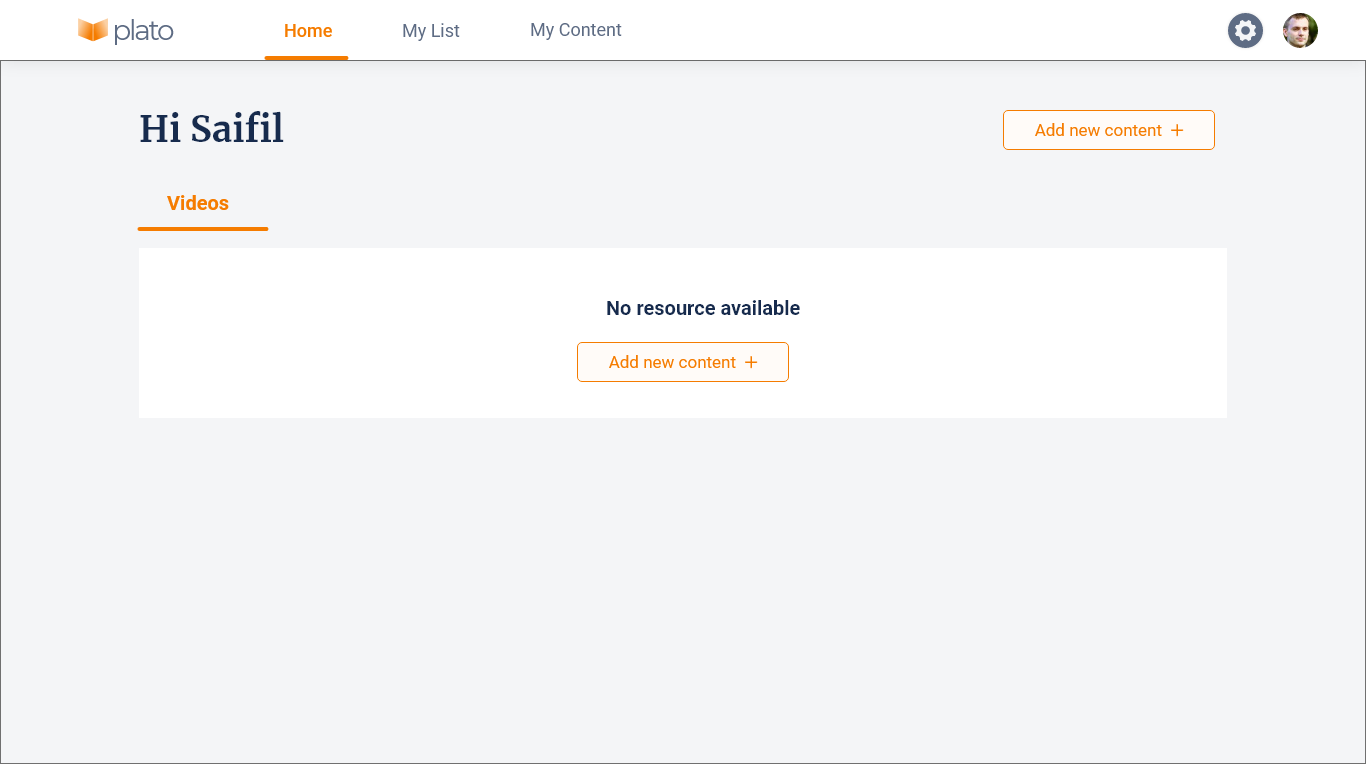 plato
Home
My List
My Content
Hi Saifil
Add new content +
Videos
No resource available
Add new content +